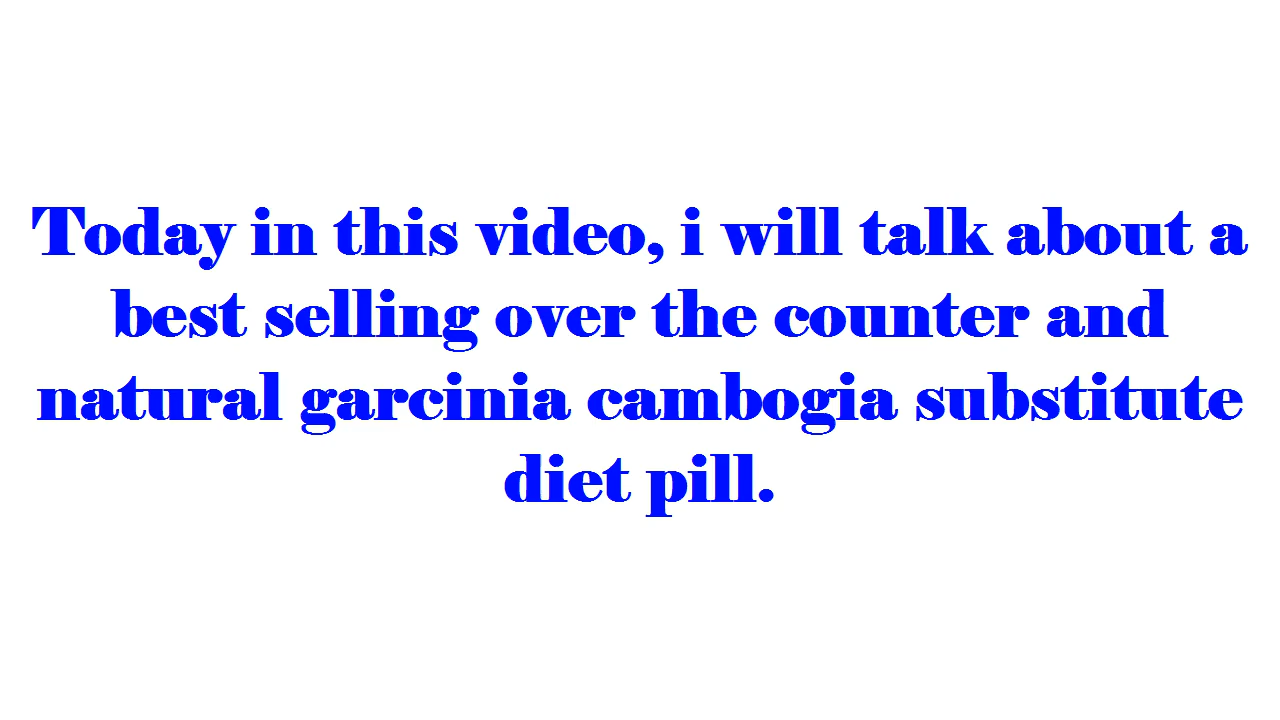 Today in this video, i will talk about a
best selling over the counter and
natural garcinia cambogia substitute
diet pill.